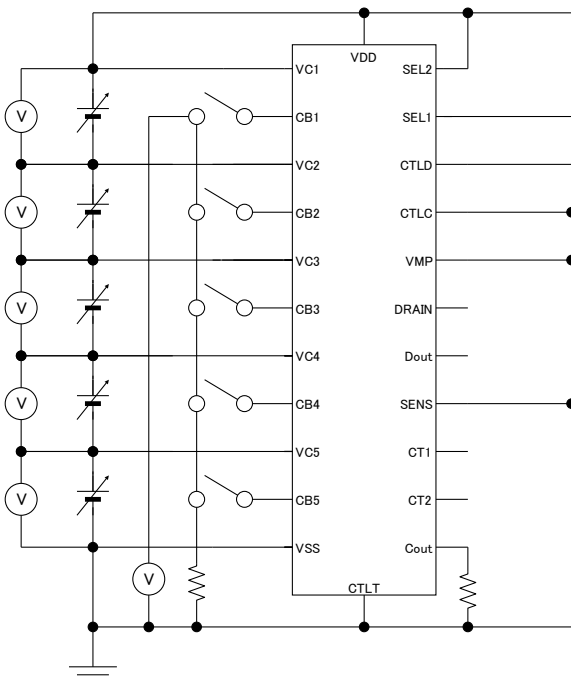 VDD
VC1 SEL2
V
CB1 SEL1
VC2 CTLD
V
CB2 CTLC
VC3 VMP
V
CB3 DRAIN
VC4 Dout
V
CB4 SENS
VC5 CT1
V
CB5 CT2
VSS Cout
V
CTLT